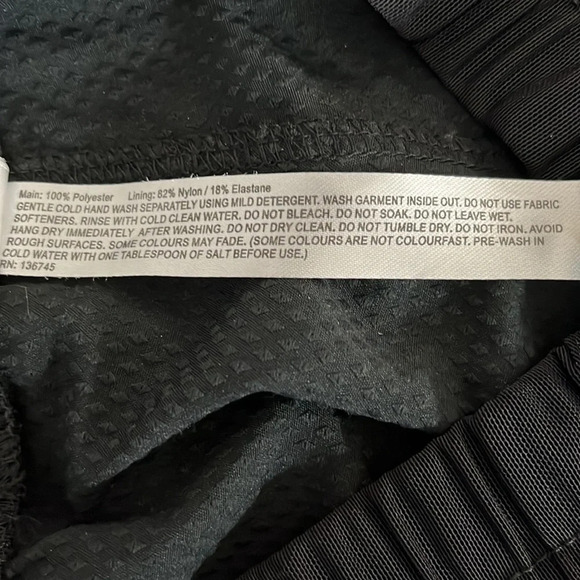 Main: 100% Polyester Lining: 82% Nylon / 18% Elastane
GENTLE COLD HAND WASH SEPARATELY USING MILD DETERGENT. WASH GARMENT INSIDE OUT. DO NOT USE FABRIC
SOFTENERS. RINSE WITH COLD CLEAN WATER. DO NOT BLEACH. DO NOT SOAK. DO NOT LEAVE WET,
HANG DRY IMMEDIATELY AFTER WASHING. DO NOT DRY CLEAN. DO NOT TUMBLE DRY. DO NOT IRON. AVOID
ROUGH SURFACES. SOME COLOURS MAY FADE. (SOME COLOURS ARE NOT COLOURFAST. PRE-WASH IN
COLD WATER WITH ONE TABLESPOON OF SALT BEFORE USE.)
RN: 136745